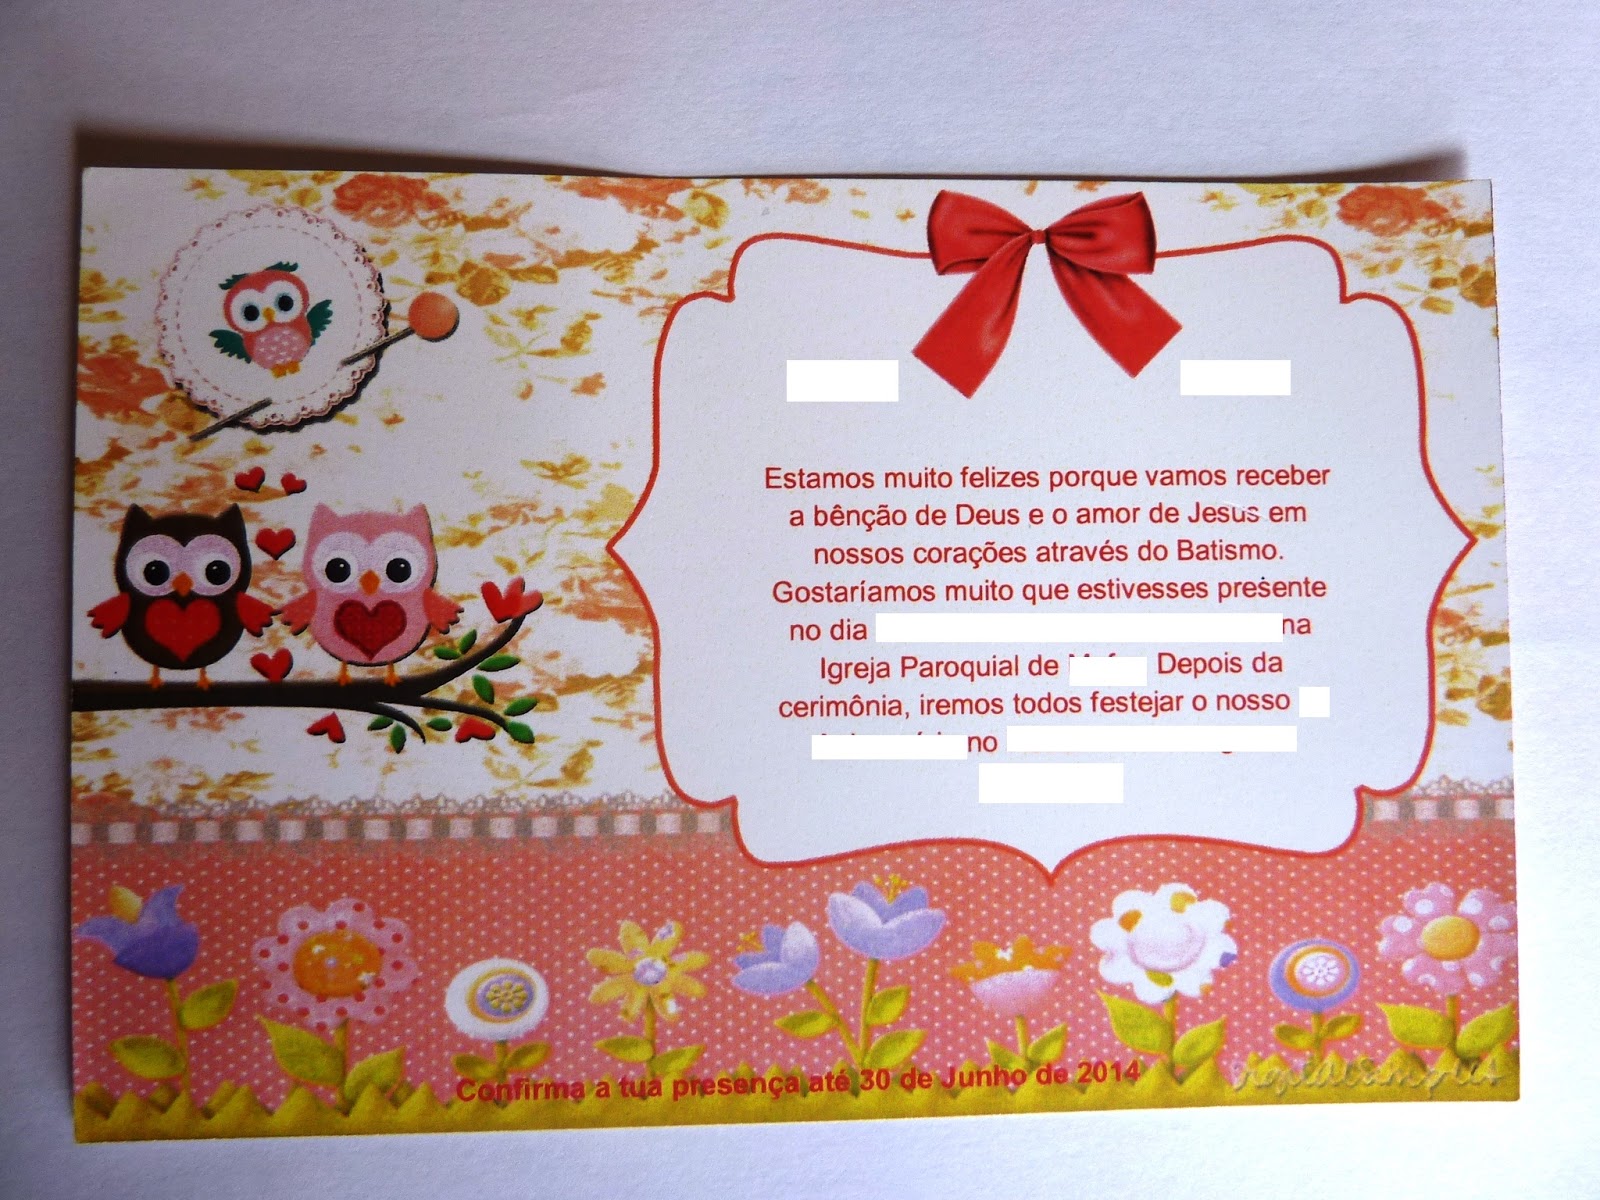 Estamos muito felizes porque vamos receber
a bênção de Deus e o amor de Jesus em
nossos corações através do Batismo.
Gostaríamos muito que estivesses presente
no dia na
Igreja Paroquial de Depois da
cerimônia, iremos todos festejar o nosso
no
Confirma a tua presença até 30 de Junho de 2014